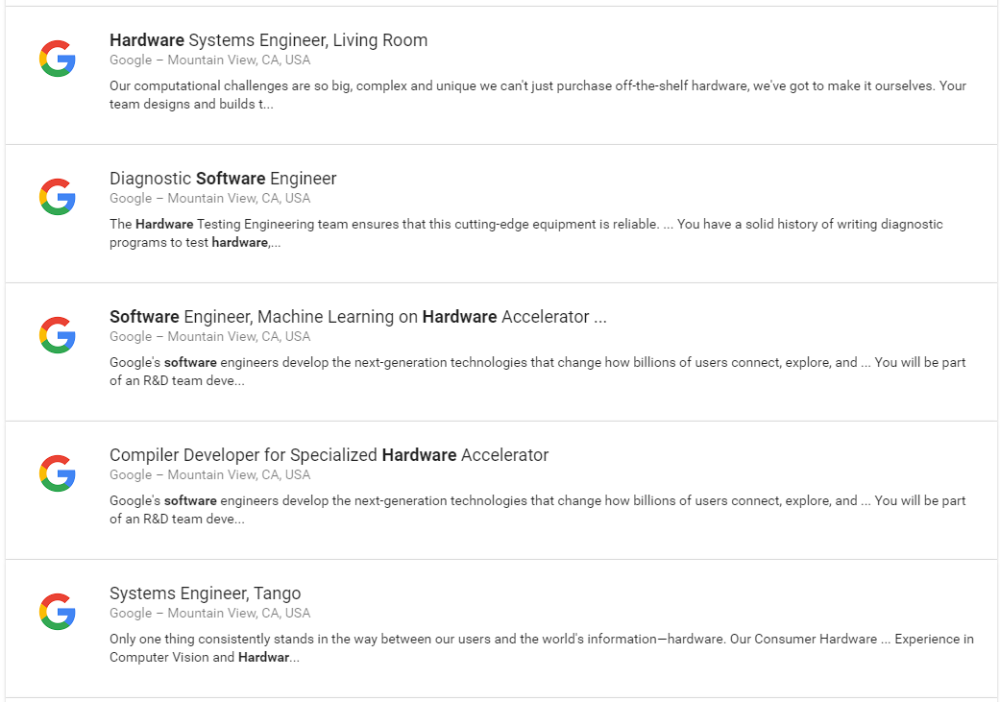 Hardware Systems Engineer, Living Room
Google – Mountain View, CA, USA
Our computational challenges are so big, complex and unique we can't just purchase off-the-shelf hardware, we've got to make it ourselves. Your
team designs and builds t...
Diagnostic Software Engineer
Google – Mountain View, CA, USA
The Hardware Testing Engineering team ensures that this cutting-edge equipment is reliable. ... You have a solid history of writing diagnostic
programs to test hardware,...
Software Engineer, Machine Learning on Hardware Accelerator ...
Google – Mountain View, CA, USA
Google's software engineers develop the next-generation technologies that change how billions of users connect, explore, and ... You will be part
of an R&D team deve...
Compiler Developer for Specialized Hardware Accelerator
Google – Mountain View, CA, USA
Google's software engineers develop the next-generation technologies that change how billions of users connect, explore, and ... You will be part
of an R&D team deve...
Systems Engineer, Tango
Google – Mountain View, CA, USA
Only one thing consistently stands in the way between our users and the world's information—hardware. Our Consumer Hardware ... Experience in
Computer Vision and Hardwar...